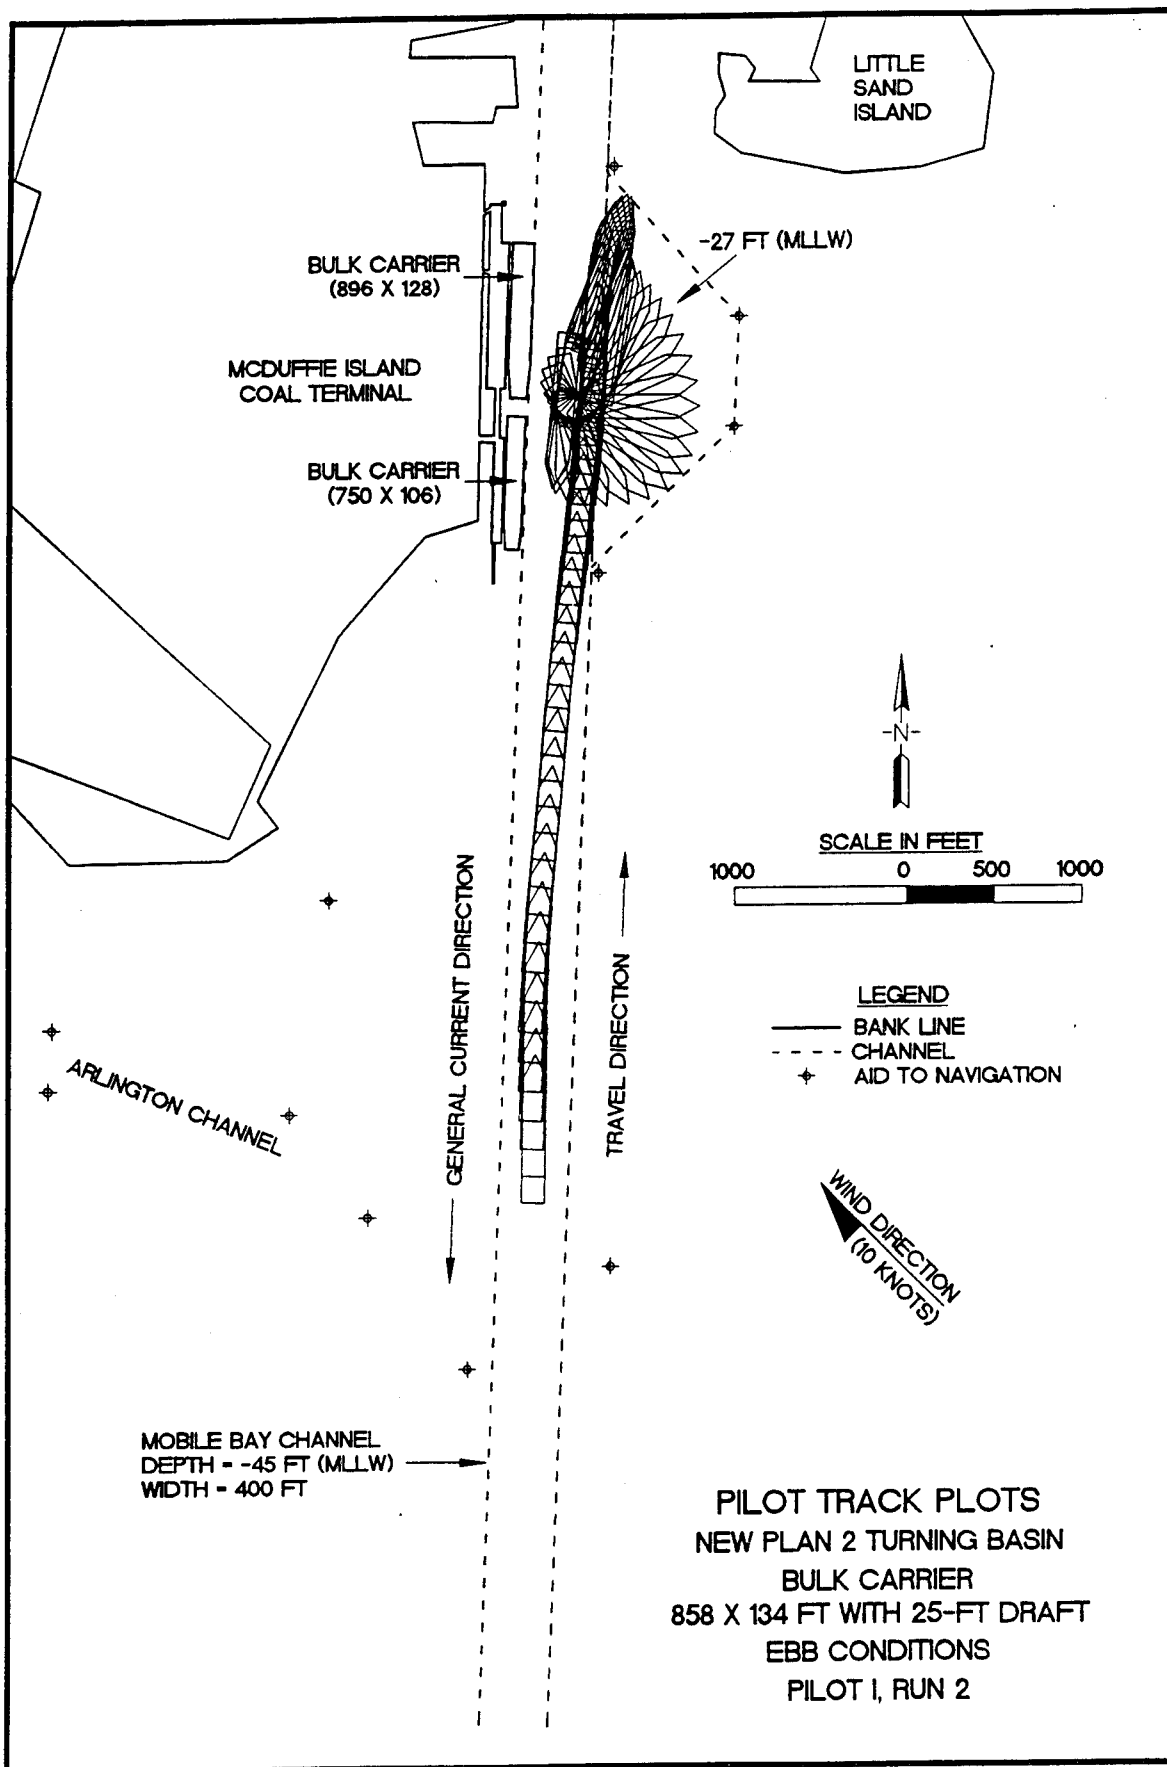 LITTLE
SAND
ISLAND
-27 FT (MLLW)
BULK CARRIER
(896 X 128)
MCDUFFIE ISLAND
COAL TERMINAL
BULK CARRIER
(750 X 106)
-N-
SCALE IN FEET
1000 0 500 1000
GENERAL CURRENT DIRECTION
TRAVEL DIRECTION
LEGEND
BANK LINE
CHANNEL
AID TO NAVIGATION
ARLINGTON CHANNEL
WIND DIRECTION
(10 KNOTS)
MOBILE BAY CHANNEL
DEPTH = -45 FT (MLLW)
WIDTH = 400 FT
PILOT TRACK PLOTS
NEW PLAN 2 TURNING BASIN
BULK CARRIER
858 X 134 FT WITH 25-FT DRAFT
EBB CONDITIONS
PILOT 1, RUN 2